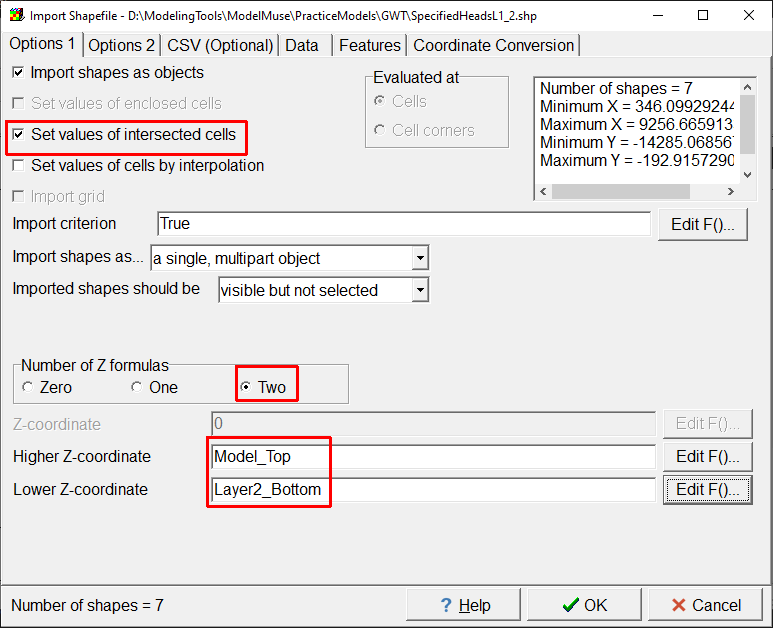 Import Shapefile - D:\ModelingTools\ModelMuse\PracticeModels\GWT\SpecifiedHeadsL1_2.shp
Options 1 Options 2 CSV (Optional) Data Features Coordinate Conversion
Import shapes as objects
Set values of enclosed cells
Set values of intersected cells
Set values of cells by interpolation
Import grid
Evaluated at
Cells
Cell corners
Number of shapes = 7
Minimum X = 346.09929244
Maximum X = 9256.665913
Minimum Y = -14285.068567
Maximum Y = -192.9157290
Import criterion True Edit F()...
Import shapes as... a single, multipart object
Imported shapes should be visible but not selected
Number of Z formulas
Zero One Two
Z-coordinate 0 Edit F()...
Higher Z-coordinate Model_Top Edit F()...
Lower Z-coordinate Layer2_Bottom Edit F()...
Number of shapes = 7 ? Help OK Cancel